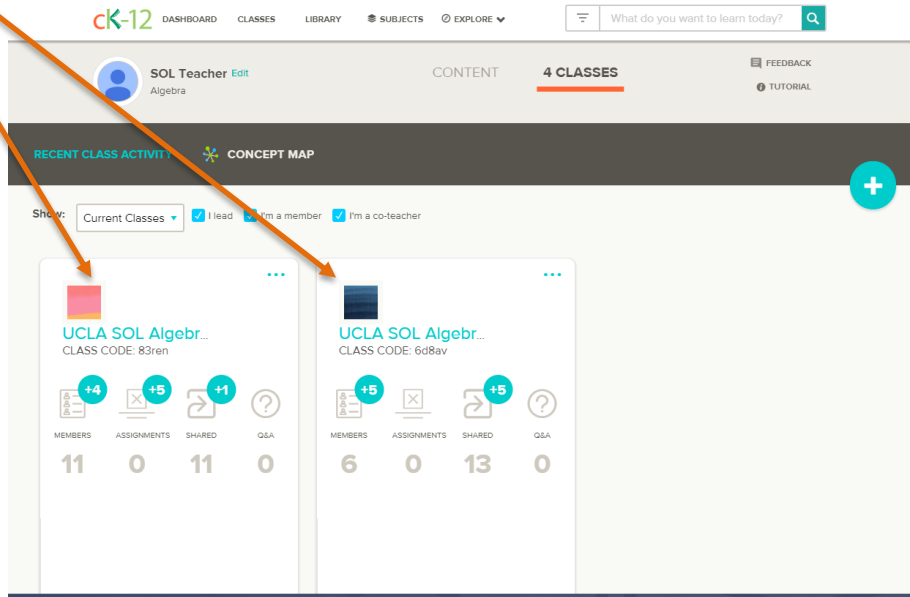 cK-12 DASHBOARD CLASSES LIBRARY SUBJECTS EXPLORE What do you want to learn today?
SOL Teacher Edit
Algebra
CONTENT 4 CLASSES
FEEDBACK
TUTORIAL
RECENT CLASS ACTIVITY CONCEPT MAP
+
Show: Current Classes I lead I'm a member I'm a co-teacher
...
UCLA SOL Algebr...
CLASS CODE: 83ren
+4 +5 +1 ?
MEMBERS ASSIGNMENTS SHARED Q&A
11 0 11 0
...
UCLA SOL Algebr...
CLASS CODE: 6d8av
+5 +5 ?
MEMBERS ASSIGNMENTS SHARED Q&A
6 0 13 0